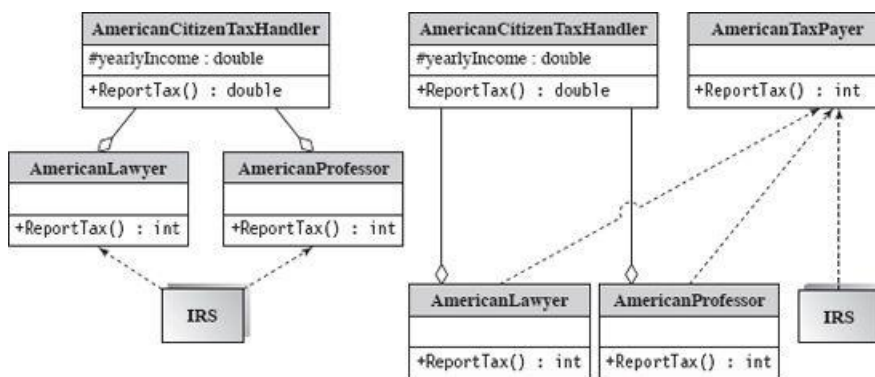 AmericanCitizenTaxHandler
#yearlyIncome : double
+ReportTax() : double
AmericanLawyer
+ReportTax() : int
AmericanProfessor
+ReportTax() : int
IRS
AmericanCitizenTaxHandler
#yearlyIncome : double
+ReportTax() : double
AmericanTaxPayer
+ReportTax() : int
AmericanLawyer
+ReportTax() : int
AmericanProfessor
+ReportTax() : int
IRS